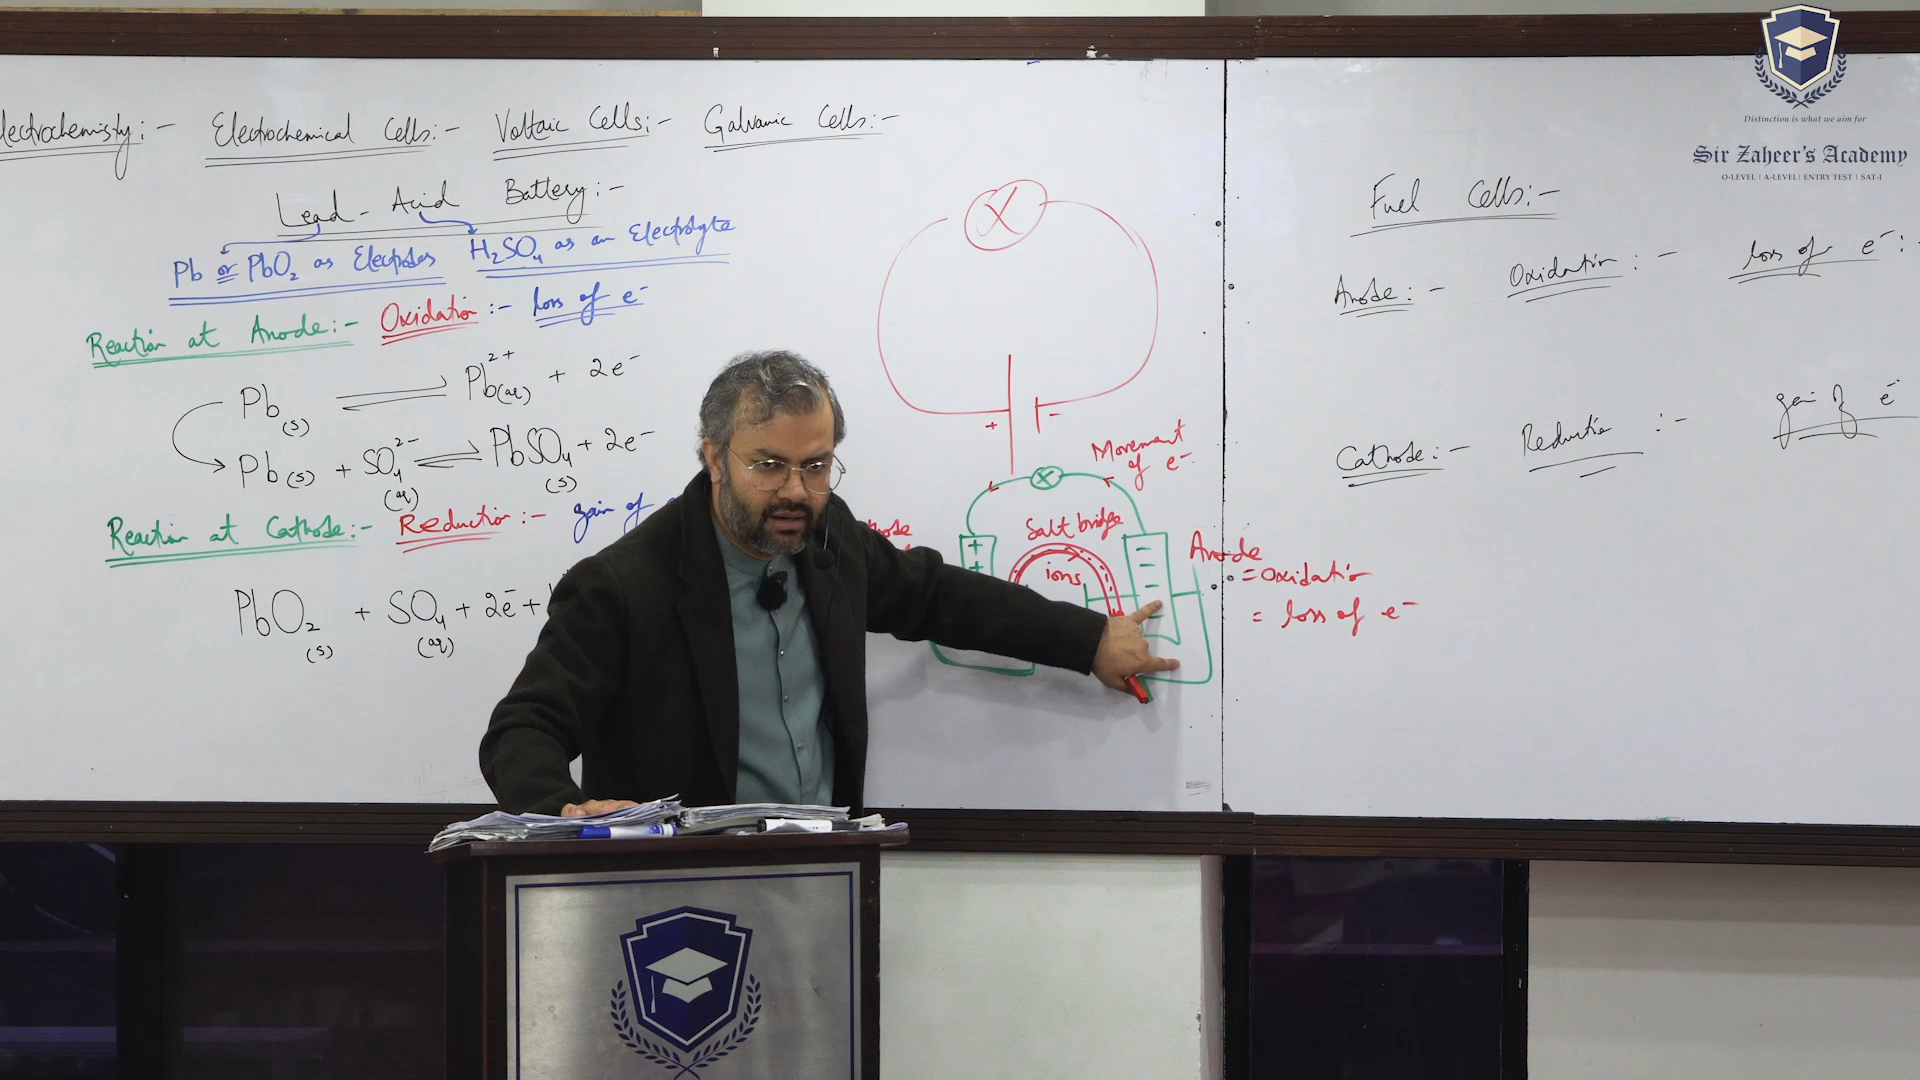 lectrochemisty:- Electrochemical Cells:- Voltaic Cells:- Galvanic Cells:-
Lead-Acid Battery:-
Pb or PbO₂ as Electrodes H₂SO₄ as an Electrolyte
Reaction at Anode:- Oxidation:- loss of e⁻
Pb(s) ⇌ Pb²⁺(aq) + 2e⁻
Pb(s) + SO₄²⁻(aq) ⇌ PbSO₄(s) + 2e⁻
Reaction at Cathode:- Reduction:- gain of
PbO₂(s) + SO₄(aq) + 2e⁻ +
X
+ -
Movement
of e⁻
X
Salt bridge
ions
+
+
Anode
= Oxidation
= loss of e⁻
Fuel Cells:-
Anode:- Oxidation:- loss of e⁻:
Cathode:- Reduction:- gain of e⁻
Distinction is what we aim for
Sir Zaheer's Academy
O-LEVEL | A-LEVEL | ENTRY TEST | SAT-I